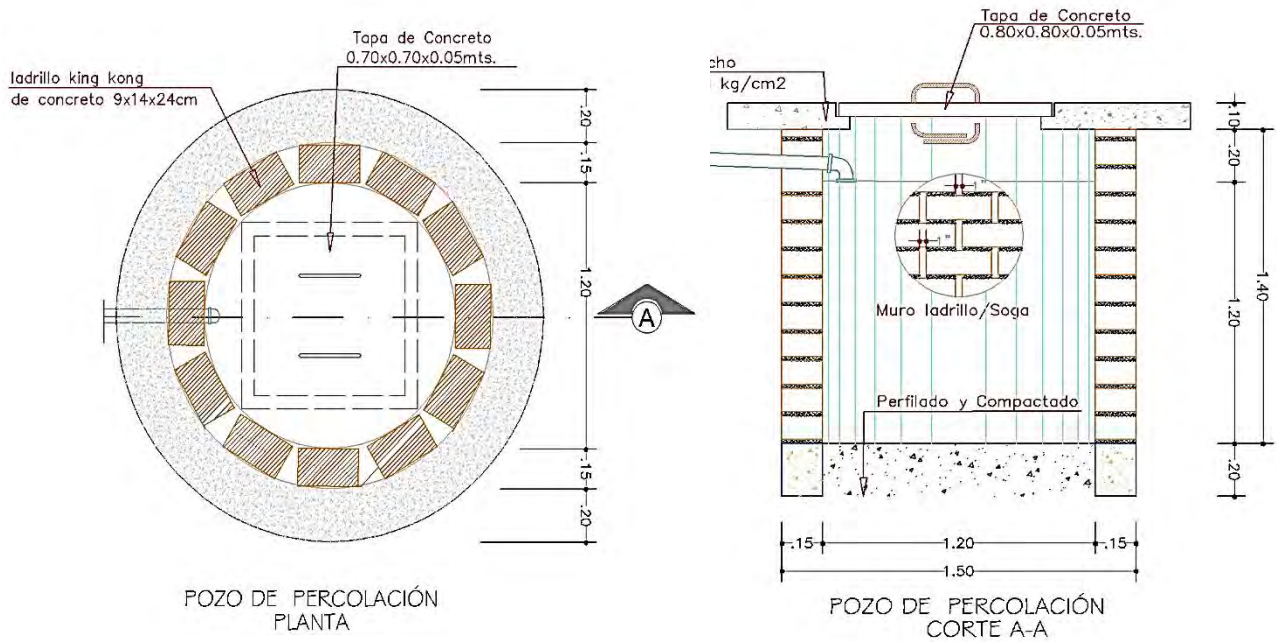 Tapa de Concreto
0.70x0.70x0.05mts.
ladrillo king kong
de concreto 9x14x24cm
.20
.15
1.20
.15
.20
A
POZO DE PERCOLACIÓN
PLANTA
Tapa de Concreto
0.80x0.80x0.05mts.
cho
kg/cm2
.10
.20
1.20
1.40
.20
1"
1"
Muro ladrillo/Soga
Perfilado y Compactado
.15
1.20
.15
1.50
POZO DE PERCOLACIÓN
CORTE A-A